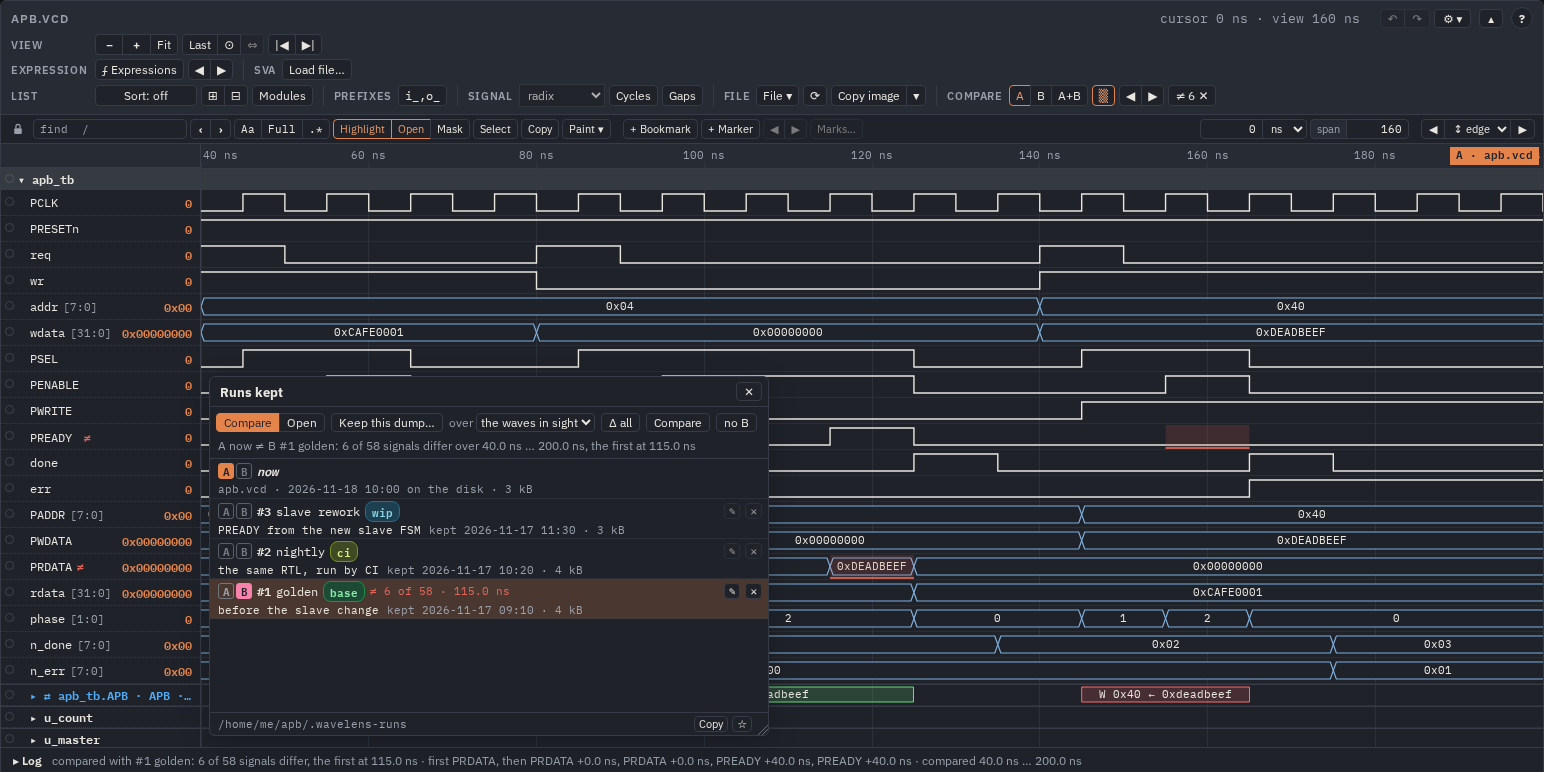 APB.VCD cursor 0 ns · view 160 ns ↶ ↷ ⚙ ▾ ▴ ?
VIEW − + Fit Last ⊙ ⇔ |◀ ▶|
EXPRESSION ⨍ Expressions ◀ ▶ SVA Load file...
LIST Sort: off ⊞ ⊟ Modules PREFIXES i_,o_ SIGNAL radix Cycles Gaps FILE File ▾ ⟳ Copy image ▾ COMPARE A B A+B ▒ ◀ ▶ ≠ 6 ✕
find / ‹ › Aa Full .* Highlight Open Mask Select Copy Paint ▾ + Bookmark + Marker ◀ ▶ Marks... 0 ns span 160 ◀ ↕ edge ▶
40 ns 60 ns 80 ns 100 ns 120 ns 140 ns 160 ns 180 ns A · apb.vcd
▾ apb_tb
PCLK 0
PRESETn 0
req 0
wr 0
addr [7:0] 0x00 0x04 0x40
wdata [31:0] 0x00000000 0xCAFE0001 0x00000000 0xDEADBEEF
PSEL 0
PENABLE 0
PWRITE 0
PREADY ≠ 0
done 0
err 0
PADDR [7:0] 0x00 0x40
PWDATA 0x00000000 0x00000000 0xDEADBEEF
PRDATA ≠ 0x00000000 0xDEADBEEF 0x00000000
rdata [31:0] 0x00000000 0xCAFE0001
phase [1:0] 0 2 0 1 2 0
n_done [7:0] 0x00 0x02 0x03
n_err [7:0] 0x00 00 0x01
▸ ⇄ apb_tb.APB · APB ·… adbeef W 0x40 ← 0xdeadbeef
▸ u_count
▸ u_master
Runs kept ✕
Compare Open Keep this dump... over the waves in sight Δ all Compare no B
A now ≠ B #1 golden: 6 of 58 signals differ over 40.0 ns … 200.0 ns, the first at 115.0 ns
A B now
apb.vcd · 2026-11-18 10:00 on the disk · 3 kB
A B #3 slave rework wip ✎ ✕
PREADY from the new slave FSM kept 2026-11-17 11:30 · 3 kB
A B #2 nightly ci ✎ ✕
the same RTL, run by CI kept 2026-11-17 10:20 · 4 kB
A B #1 golden base ≠ 6 of 58 · 115.0 ns ✎ ✕
before the slave change kept 2026-11-17 09:10 · 4 kB
/home/me/apb/.wavelens-runs Copy ☆
▸ Log compared with #1 golden: 6 of 58 signals differ, the first at 115.0 ns · first PRDATA, then PRDATA +0.0 ns, PRDATA +0.0 ns, PREADY +40.0 ns, PREADY +40.0 ns · compared 40.0 ns … 200.0 ns